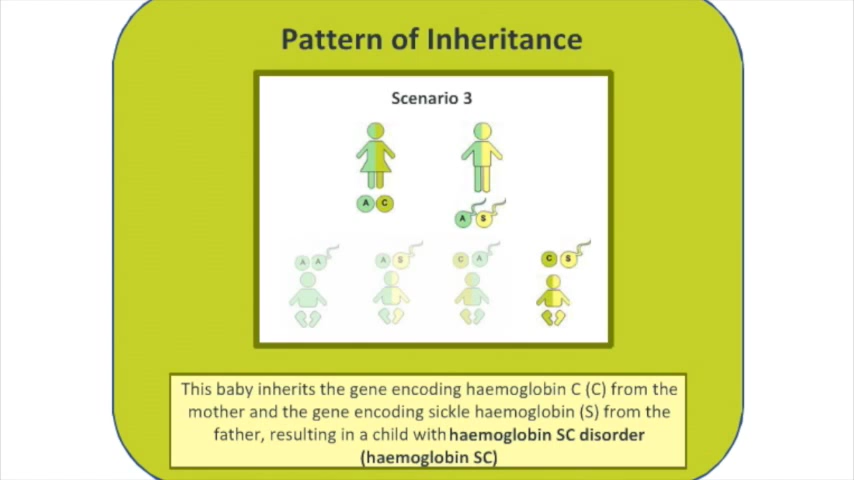 Pattern of Inheritance
Scenario 3
A C
A S
A A A S C A C S
This baby inherits the gene encoding haemoglobin C (C) from the
mother and the gene encoding sickle haemoglobin (S) from the
father, resulting in a child with haemoglobin SC disorder
(haemoglobin SC)